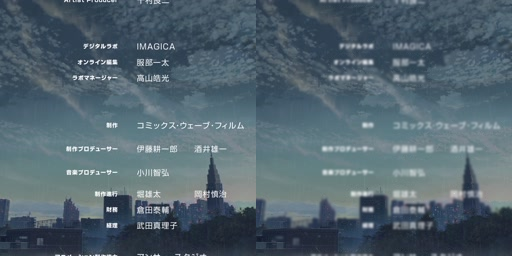 Artist Producer
デジタルラボ IMAGICA
オンライン編集 服部一太
ラボマネージャー 高山皓光
制作 コミックス・ウェーブ・フィルム
制作プロデューサー 伊藤耕一郎 酒井雄一
音楽プロデューサー 小川智弘
制作進行 堀雄太 岡村慎治
財務 倉田泰輔
経理 武田真理子